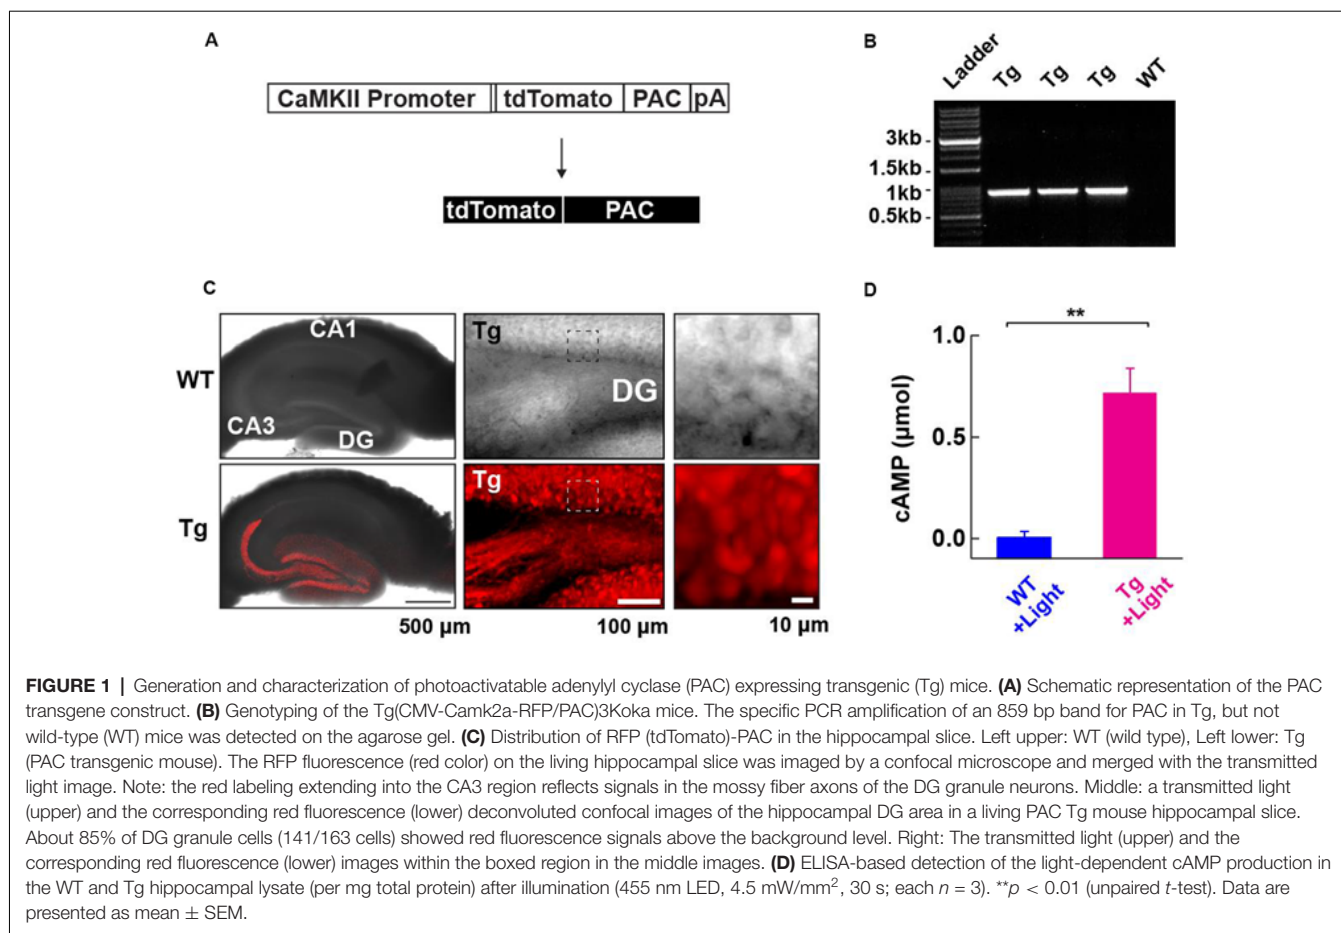 A
CaMKII Promoter tdTomato PAC pA
tdTomato PAC
B
Ladder Tg Tg Tg WT
3kb
1.5kb
1kb
0.5kb
C
WT
CA1
CA3
DG
Tg
DG
Tg
Tg
500 µm
100 µm
10 µm
D
**
cAMP (µmol)
1.0
0.5
0.0
WT
+Light
Tg
+Light
FIGURE 1 | Generation and characterization of photoactivatable adenylyl cyclase (PAC) expressing transgenic (Tg) mice. (A) Schematic representation of the PAC
transgene construct. (B) Genotyping of the Tg(CMV-Camk2a-RFP/PAC)3Koka mice. The specific PCR amplification of an 859 bp band for PAC in Tg, but not
wild-type (WT) mice was detected on the agarose gel. (C) Distribution of RFP (tdTomato)-PAC in the hippocampal slice. Left upper: WT (wild type), Left lower: Tg
(PAC transgenic mouse). The RFP fluorescence (red color) on the living hippocampal slice was imaged by a confocal microscope and merged with the transmitted
light image. Note: the red labeling extending into the CA3 region reflects signals in the mossy fiber axons of the DG granule neurons. Middle: a transmitted light
(upper) and the corresponding red fluorescence (lower) deconvoluted confocal images of the hippocampal DG area in a living PAC Tg mouse hippocampal slice.
About 85% of DG granule cells (141/163 cells) showed red fluorescence signals above the background level. Right: The transmitted light (upper) and the
corresponding red fluorescence (lower) images within the boxed region in the middle images. (D) ELISA-based detection of the light-dependent cAMP production in
the WT and Tg hippocampal lysate (per mg total protein) after illumination (455 nm LED, 4.5 mW/mm², 30 s; each n = 3). **p < 0.01 (unpaired t-test). Data are
presented as mean ± SEM.